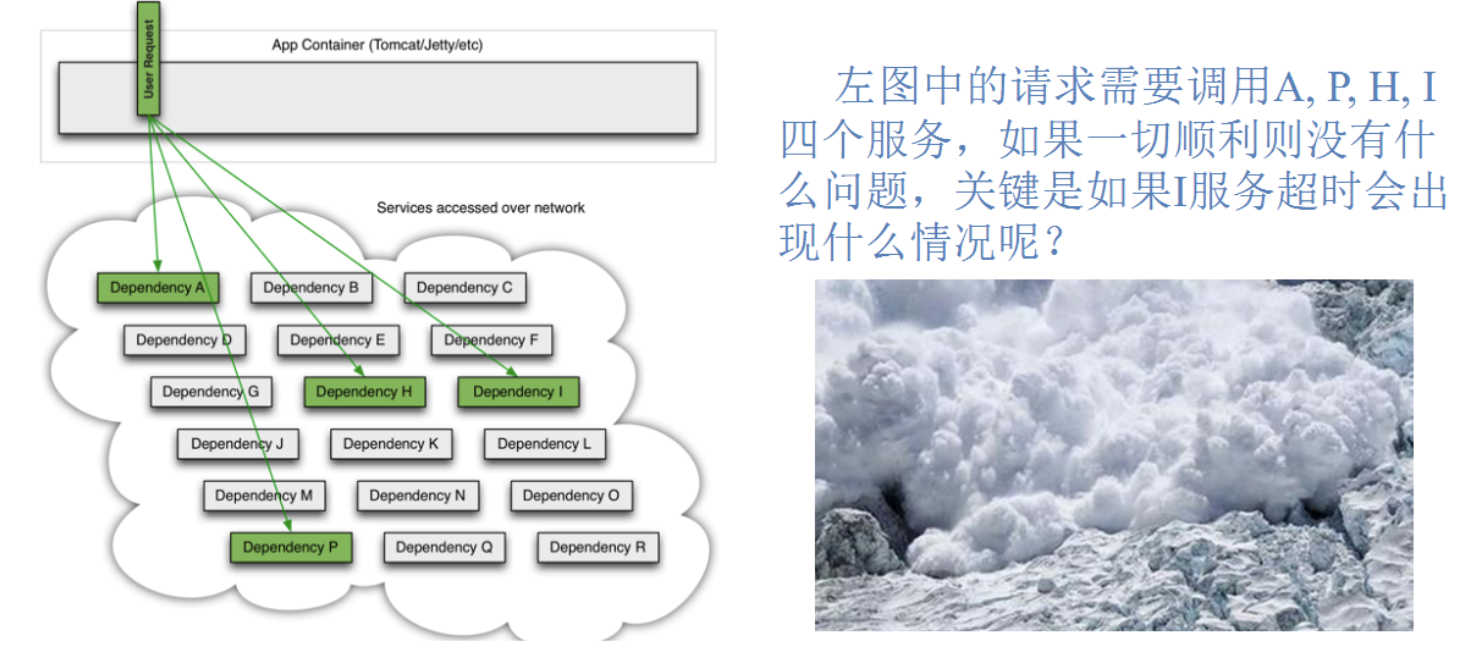 User Request
App Container (Tomcat/Jetty/etc)
Services accessed over network
Dependency A
Dependency B
Dependency C
Dependency D
Dependency E
Dependency F
Dependency G
Dependency H
Dependency I
Dependency J
Dependency K
Dependency L
Dependency M
Dependency N
Dependency O
Dependency P
Dependency Q
Dependency R
左图中的请求需要调用A, P, H, I
四个服务，如果一切顺利则没有什
么问题，关键是如果I服务超时会出
现什么情况呢？